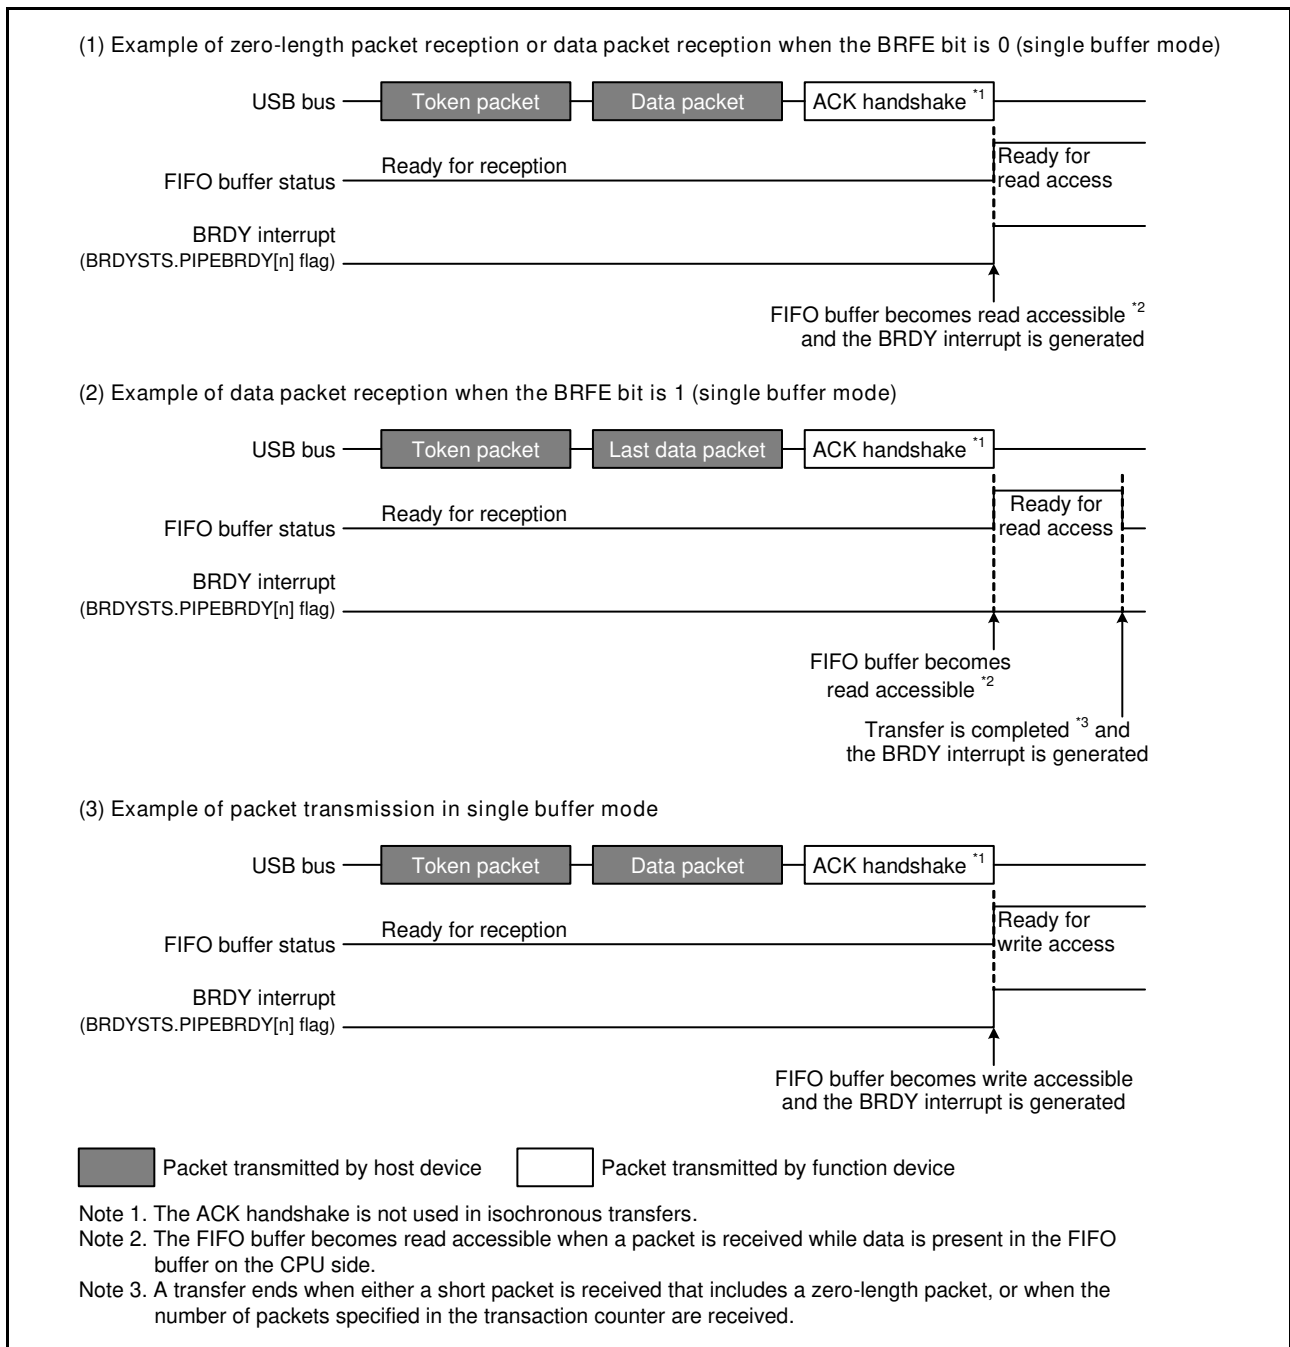 (1) Example of zero-length packet reception or data packet reception when the BRFE bit is 0 (single buffer mode)
USB bus Token packet Data packet ACK handshake *1
FIFO buffer status Ready for reception Ready for
read access
BRDY interrupt
(BRDYSTS.PIPEBRDY[n] flag)
FIFO buffer becomes read accessible *2
and the BRDY interrupt is generated
(2) Example of data packet reception when the BRFE bit is 1 (single buffer mode)
USB bus Token packet Last data packet ACK handshake *1
FIFO buffer status Ready for reception Ready for
read access
BRDY interrupt
(BRDYSTS.PIPEBRDY[n] flag)
FIFO buffer becomes
read accessible *2
Transfer is completed *3 and
the BRDY interrupt is generated
(3) Example of packet transmission in single buffer mode
USB bus Token packet Data packet ACK handshake *1
FIFO buffer status Ready for reception Ready for
write access
BRDY interrupt
(BRDYSTS.PIPEBRDY[n] flag)
FIFO buffer becomes write accessible
and the BRDY interrupt is generated
Packet transmitted by host device Packet transmitted by function device
Note 1. The ACK handshake is not used in isochronous transfers.
Note 2. The FIFO buffer becomes read accessible when a packet is received while data is present in the FIFO
buffer on the CPU side.
Note 3. A transfer ends when either a short packet is received that includes a zero-length packet, or when the
number of packets specified in the transaction counter are received.